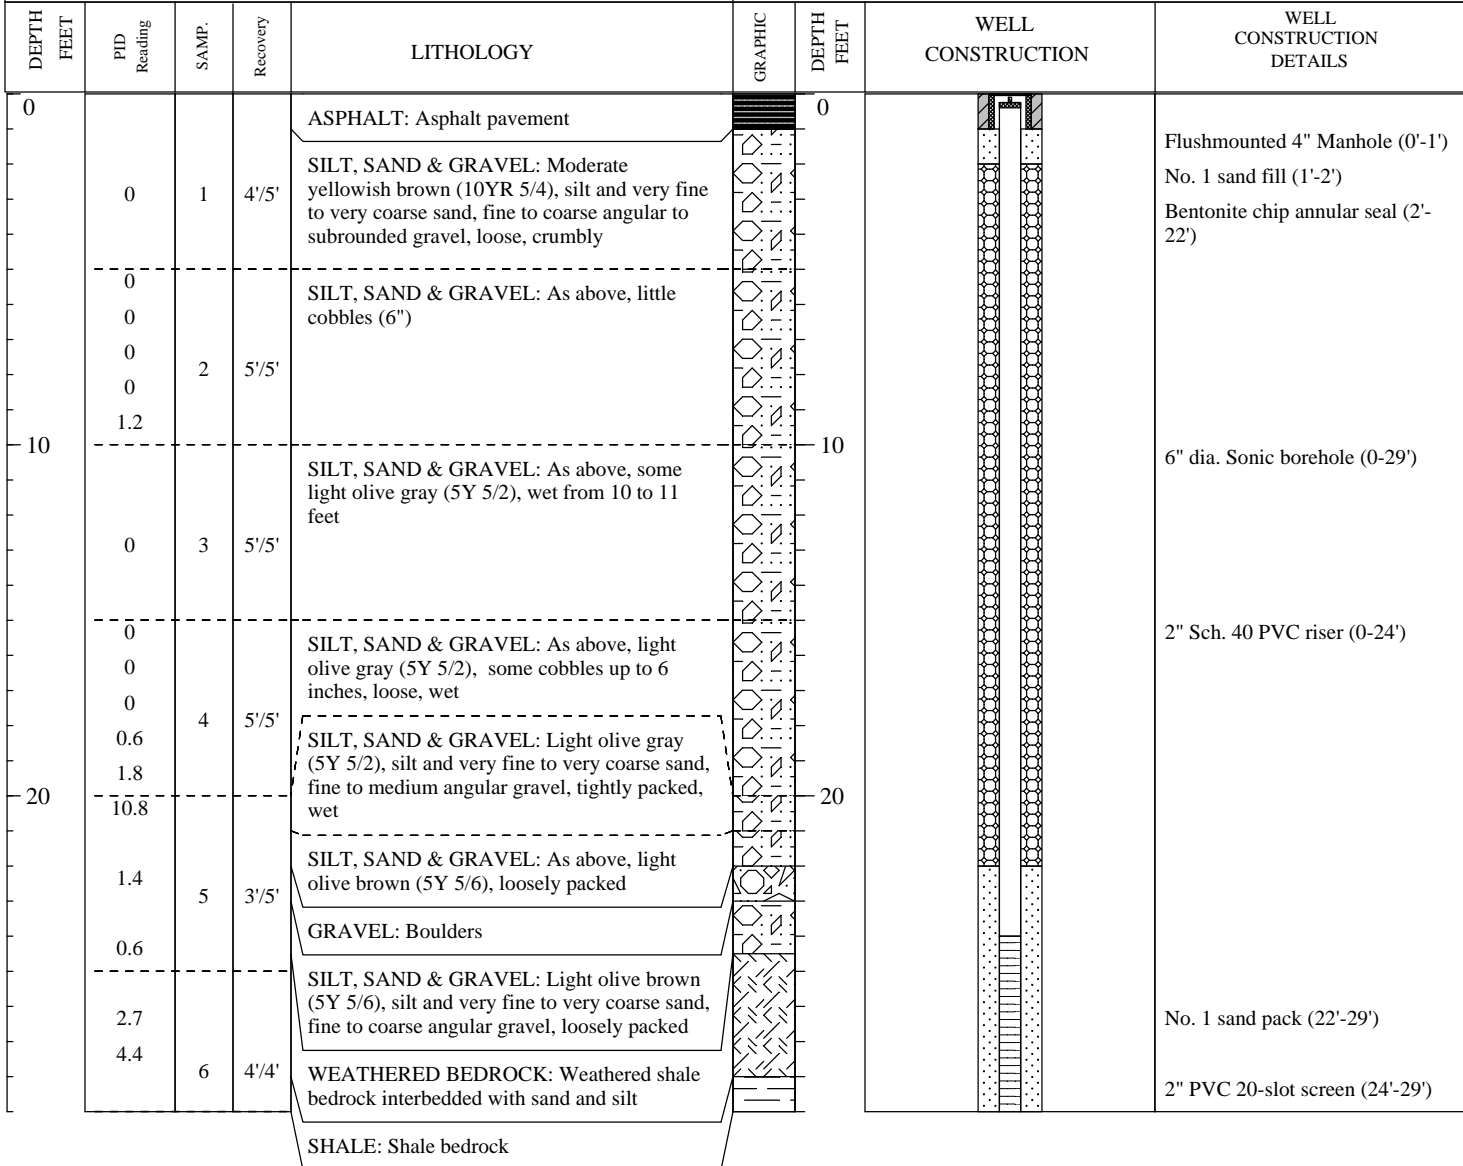 DEPTH
FEET
PID
Reading
SAMP.
Recovery
LITHOLOGY
GRAPHIC
DEPTH
FEET
WELL
CONSTRUCTION
WELL
CONSTRUCTION
DETAILS
0
ASPHALT: Asphalt pavement
0
Flushmounted 4" Manhole (0'-1')
SILT, SAND & GRAVEL: Moderate
yellowish brown (10YR 5/4), silt and very fine
to very coarse sand, fine to coarse angular to
subrounded gravel, loose, crumbly
0
1
4'/5'
No. 1 sand fill (1'-2')
Bentonite chip annular seal (2'-
22')
0
0
0
0
1.2
2
5'/5'
SILT, SAND & GRAVEL: As above, little
cobbles (6")
10
10
SILT, SAND & GRAVEL: As above, some
light olive gray (5Y 5/2), wet from 10 to 11
feet
6" dia. Sonic borehole (0-29')
0
3
5'/5'
0
0
0
0.6
1.8
4
5'/5'
SILT, SAND & GRAVEL: As above, light
olive gray (5Y 5/2), some cobbles up to 6
inches, loose, wet
2" Sch. 40 PVC riser (0-24')
SILT, SAND & GRAVEL: Light olive gray
(5Y 5/2), silt and very fine to very coarse sand,
fine to medium angular gravel, tightly packed,
wet
20
10.8
20
1.4
5
3'/5'
0.6
SILT, SAND & GRAVEL: As above, light
olive brown (5Y 5/6), loosely packed
GRAVEL: Boulders
SILT, SAND & GRAVEL: Light olive brown
(5Y 5/6), silt and very fine to very coarse sand,
fine to coarse angular gravel, loosely packed
2.7
4.4
6
4'/4'
No. 1 sand pack (22'-29')
WEATHERED BEDROCK: Weathered shale
bedrock interbedded with sand and silt
2" PVC 20-slot screen (24'-29')
SHALE: Shale bedrock